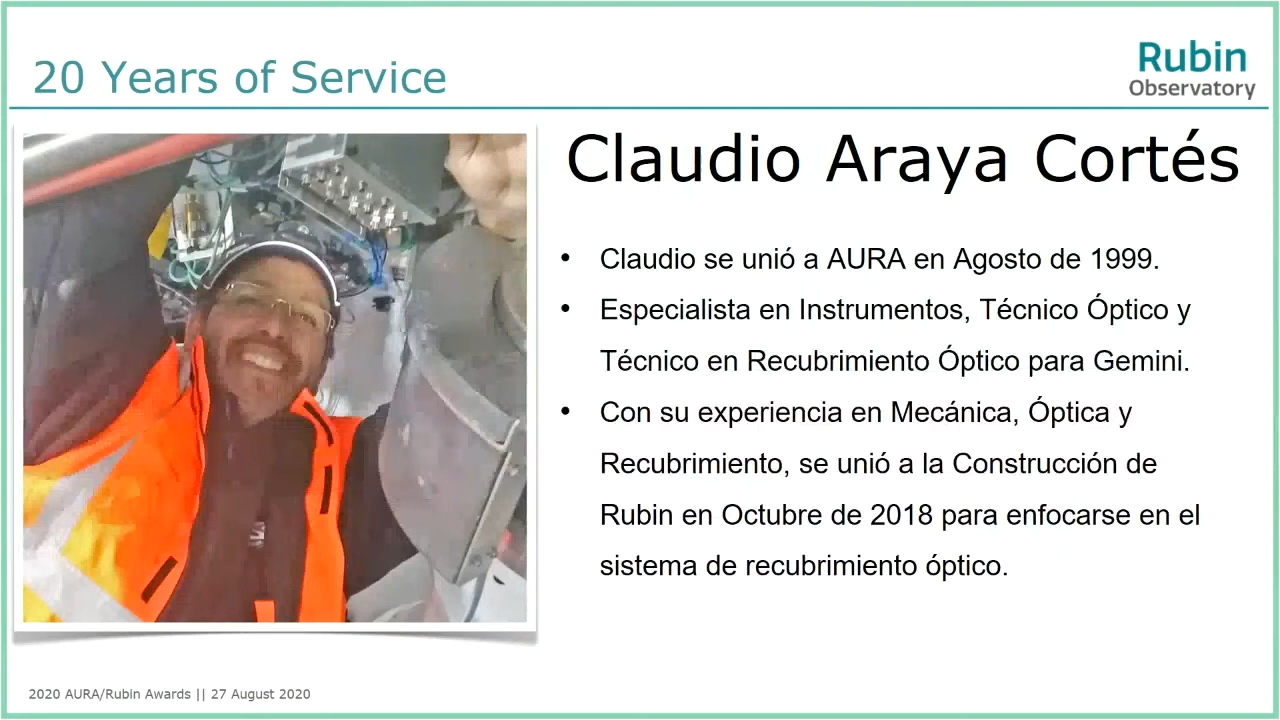 20 Years of Service
Rubin
Observatory
Claudio Araya Cortés
• Claudio se unió a AURA en Agosto de 1999.
• Especialista en Instrumentos, Técnico Óptico y
Técnico en Recubrimiento Óptico para Gemini.
• Con su experiencia en Mecánica, Óptica y
Recubrimiento, se unió a la Construcción de
Rubin en Octubre de 2018 para enfocarse en el
sistema de recubrimiento óptico.
2020 AURA/Rubin Awards || 27 August 2020